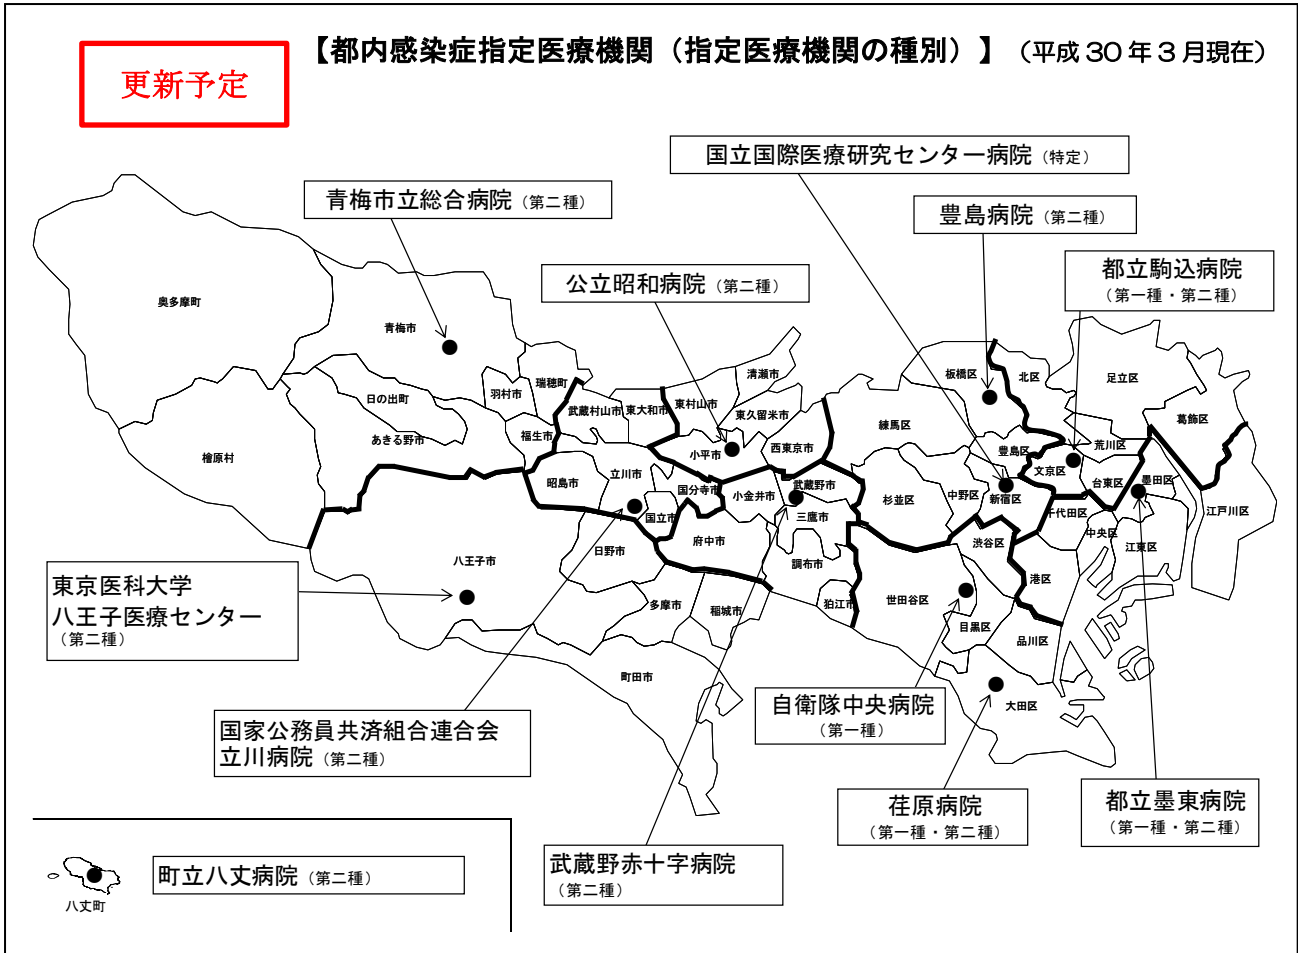 【都内感染症指定医療機関（指定医療機関の種別）】（平成30年3月現在）
更新予定
国立国際医療研究センター病院（特定）
青梅市立総合病院（第二種）
豊島病院（第二種）
公立昭和病院（第二種）
都立駒込病院
（第一種・第二種）
奥多摩町
青梅市
瑞穂町
羽村市
日の出町
あきる野市
福生市
檜原村
武蔵村山市
東大和市
東村山市
清瀬市
東久留米市
小平市
西東京市
昭島市
立川市
国分寺市
国立市
小金井市
武蔵野市
三鷹市
府中市
調布市
狛江市
日野市
八王子市
多摩市
稲城市
町田市
板橋区
北区
足立区
葛飾区
練馬区
豊島区
文京区
荒川区
台東区
墨田区
杉並区
中野区
新宿区
千代田区
中央区
江東区
江戸川区
渋谷区
港区
世田谷区
目黒区
品川区
大田区
東京医科大学
八王子医療センター
（第二種）
国家公務員共済組合連合会
立川病院（第二種）
自衛隊中央病院
（第一種）
荏原病院
（第一種・第二種）
都立墨東病院
（第一種・第二種）
武蔵野赤十字病院
（第二種）
町立八丈病院（第二種）
八丈町